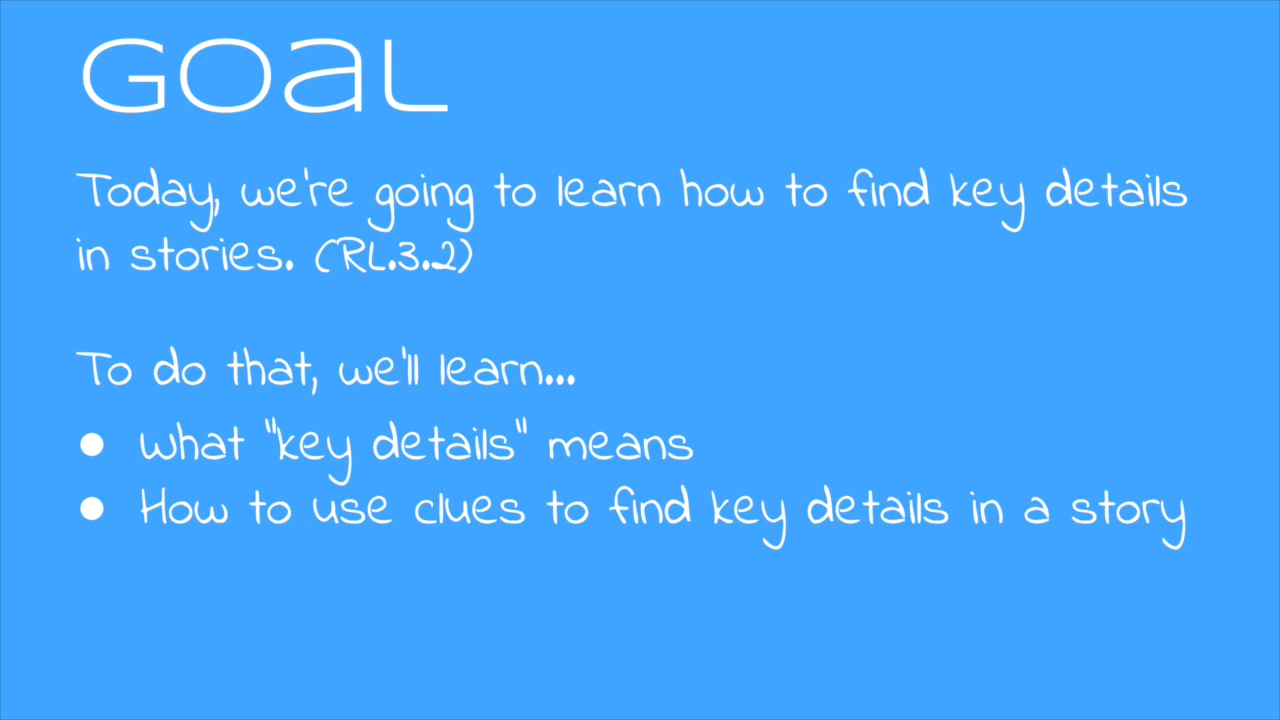 GOaL
Today, we're going to learn how to find key details
in stories. (RL.3.2)
To do that, we'll learn...
● what "key details" means
● How to use clues to find key details in a story